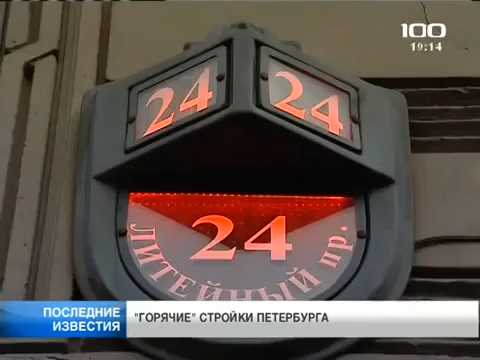 100
19:14
24 24
24
ЛИТЕЙНЫЙ пр.
ПОСЛЕДНИЕ
ИЗВЕСТИЯ
"ГОРЯЧИЕ" СТРОЙКИ ПЕТЕРБУРГА